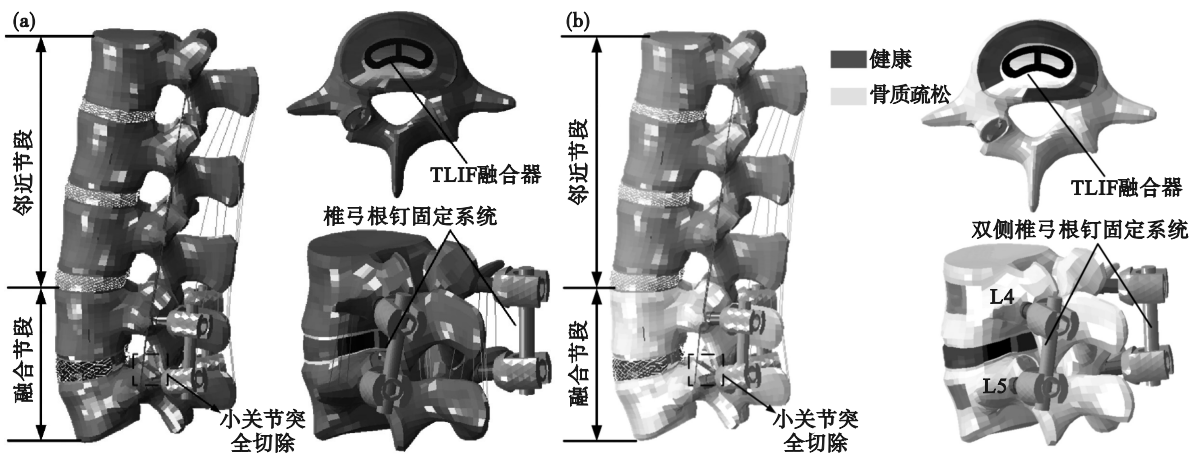 (a)
邻近节段
融合节段
TLIF融合器
椎弓根钉固定系统
小关节突
全切除
(b)
邻近节段
融合节段
健康
骨质疏松
TLIF融合器
双侧椎弓根钉固定系统
L4
L5
小关节突
全切除